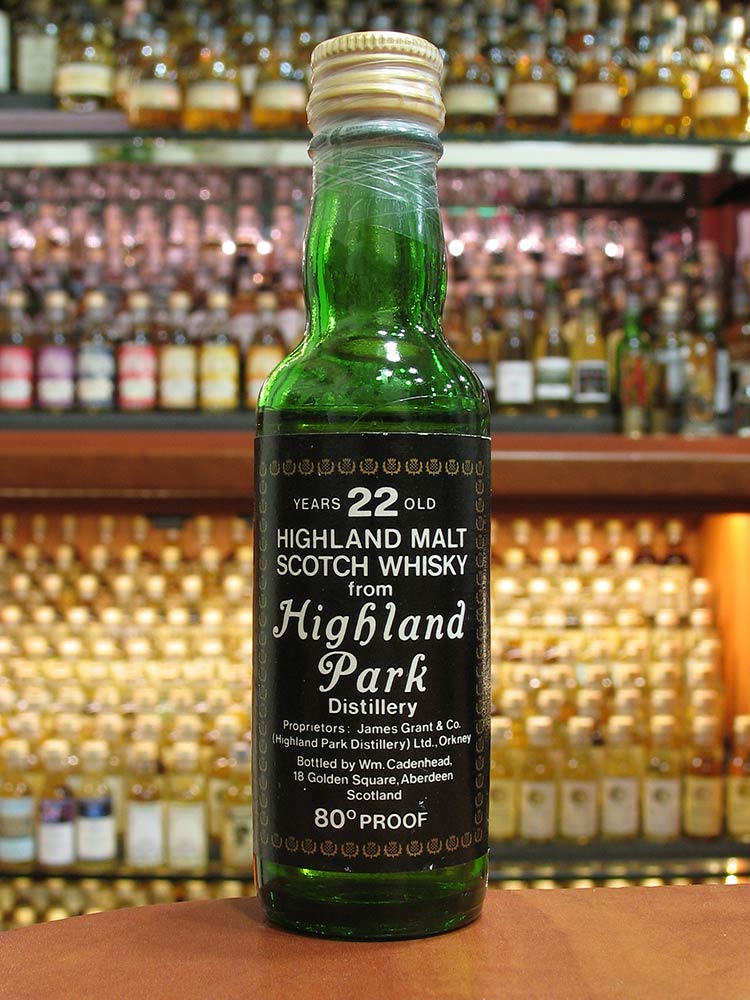 YEARS 22 OLD
HIGHLAND MALT
SCOTCH WHISKY
from
Highland
Park
Distillery
Proprietors: James Grant & Co.
(Highland Park Distillery) Ltd., Orkney
Bottled by Wm. Cadenhead,
18 Golden Square, Aberdeen
Scotland
80º PROOF